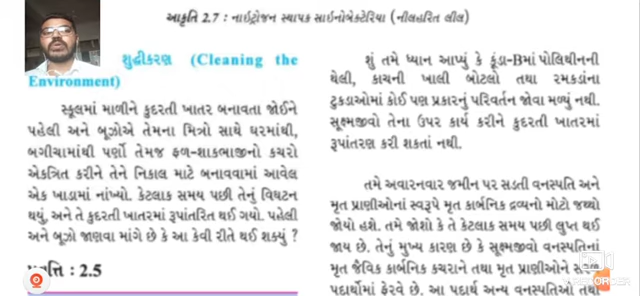 આકૃતિ 2.7 : નાઈટ્રોજન સ્થાપક સાઈનોબેક્ટેરિયા (નીલહરિત લીલ)
શુદ્ધીકરણ (Cleaning the
Environment)
સ્કૂલમાં માળીને કુદરતી ખાતર બનાવતા જોઈને
પહેલી અને બૂઝોએ તેમના મિત્રો સાથે ઘરમાંથી,
બગીચામાંથી પર્ણો તેમજ ફળ-શાકભાજીનો કચરો
એકત્રિત કરીને તેને નિકાલ માટે બનાવવામાં આવેલ
એક ખાડામાં નાંખ્યો. કેટલાક સમય પછી તેનું વિઘટન
થયું, અને તે કુદરતી ખાતરમાં રૂપાંતરિત થઈ ગયો. પહેલી
અને બૂઝો જાણવા માંગે છે કે આ કેવી રીતે થઈ શક્યું ?
પ્રવૃત્તિ : 2.5
શું તમે ધ્યાન આપ્યું કે કૂંડા-Bમાં પોલિથીનની
થેલી, કાચની ખાલી બોટલો તથા રમકડાંના
ટુકડાઓમાં કોઈ પણ પ્રકારનું પરિવર્તન જોવા મળ્યું નથી.
સૂક્ષ્મજીવો તેના ઉપર કાર્ય કરીને કુદરતી ખાતરમાં
રૂપાંતરણ કરી શકતાં નથી.
તમે અવારનવાર જમીન પર સડતી વનસ્પતિ અને
મૃત પ્રાણીઓનાં સ્વરૂપે મૃત કાર્બનિક દ્રવ્યનો મોટો જથ્થો
જોયો હશે. તમે જોશો કે તે કેટલાક સમય પછી લુપ્ત થઈ
જાય છે. તેનું મુખ્ય કારણ છે કે સૂક્ષ્મજીવો વનસ્પતિનાં
મૃત જૈવિક કાર્બનિક કચરાને તથા મૃત પ્રાણીઓને સરળ
પદાર્થોમાં ફેરવે છે. આ પદાર્થ અન્ય વનસ્પતિઓ તથા